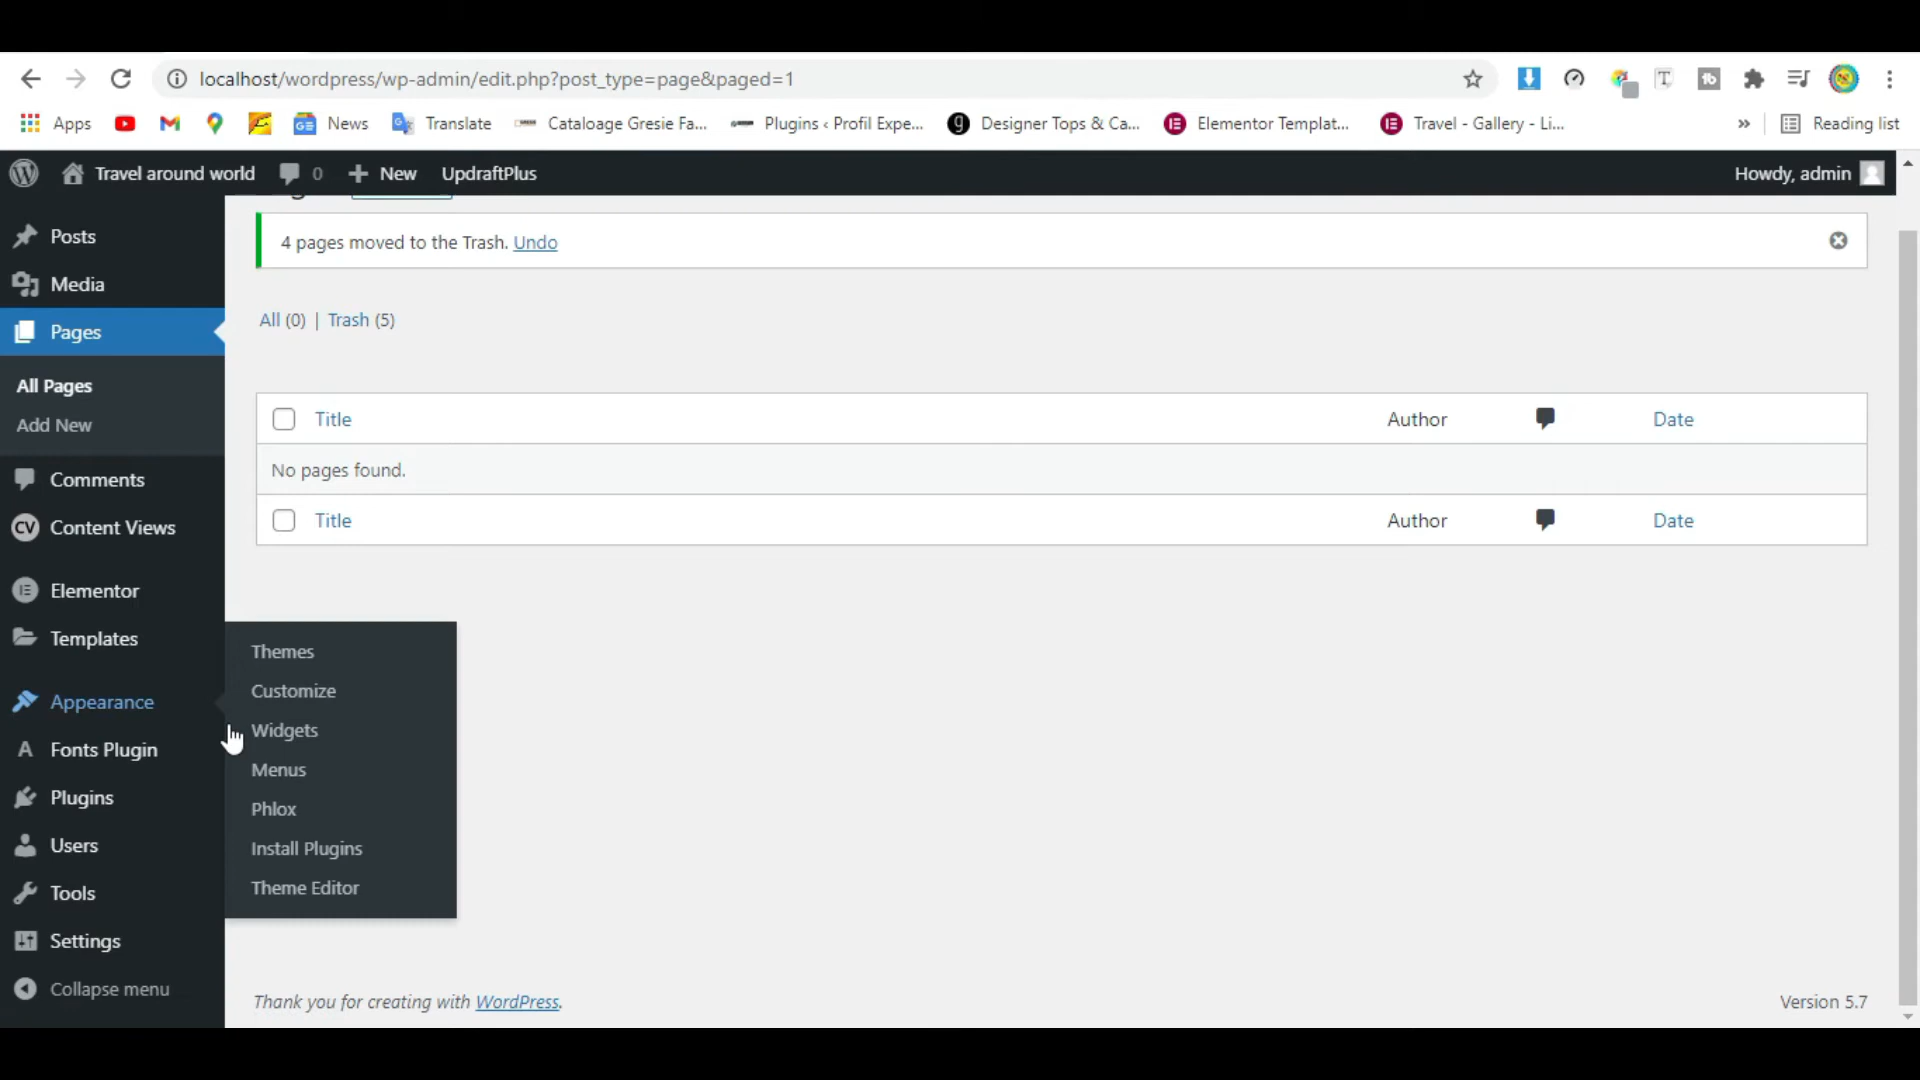 localhost/wordpress/wp-admin/edit.php?post_type=page&paged=1
Apps News Translate Cataloage Gresie Fa... Plugins ‹ Profil Expe... Designer Tops & Ca... Elementor Templat... Travel - Gallery - Li... » Reading list
Travel around world 0 New UpdraftPlus Howdy, admin
Posts
Media
Pages
All Pages
Add New
Comments
Content Views
Elementor
Templates
Appearance
Fonts Plugin
Plugins
Users
Tools
Settings
Collapse menu
Themes
Customize
Widgets
Menus
Phlox
Install Plugins
Theme Editor
4 pages moved to the Trash. Undo
All (0) | Trash (5)
Title Author Date
No pages found.
Title Author Date
Thank you for creating with WordPress.
Version 5.7